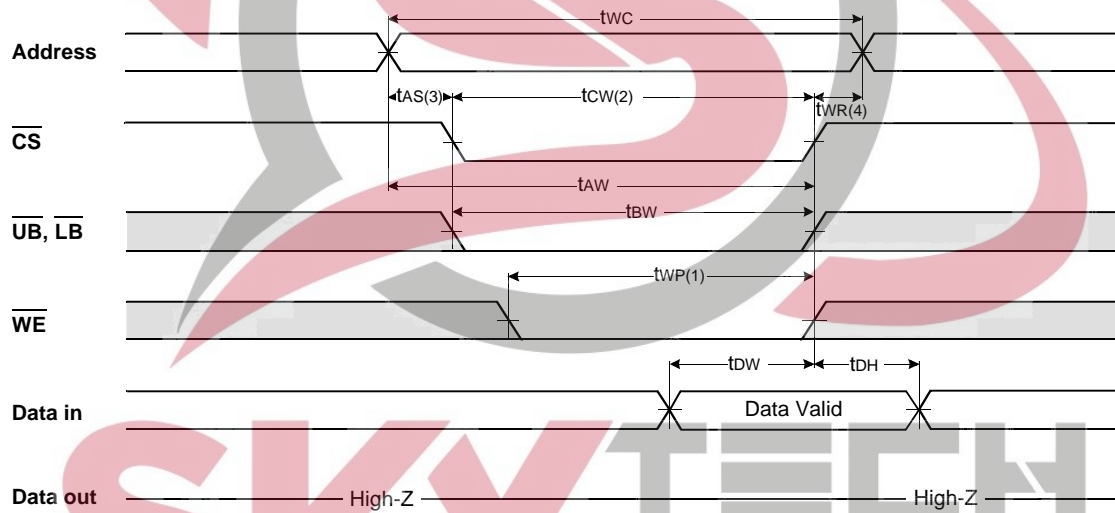 tWC
Address
tAS(3) tCW(2) tWR(4)
CS
tAW
UB, LB
tBW
tWP(1)
WE
tDW tDH
Data in Data Valid
Data out High-Z High-Z
SKYTECH